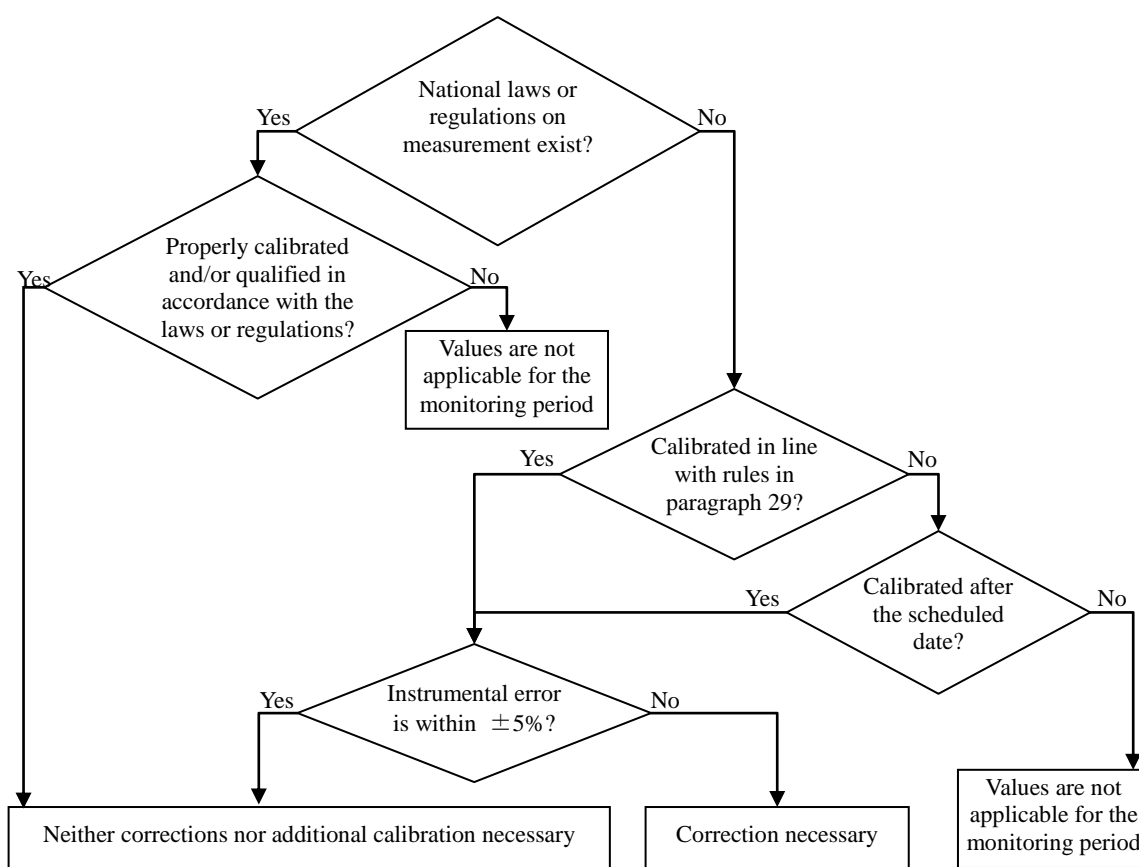 National laws or
regulations on
measurement exist?
Yes
No
Properly calibrated
and/or qualified in
accordance with the
laws or regulations?
Yes
No
Values are not
applicable for the
monitoring period
Calibrated in line
with rules in
paragraph 29?
Yes
No
Calibrated after
the scheduled
date?
Yes
No
Instrumental error
is within ±5%?
Yes
No
Neither corrections nor additional calibration necessary
Correction necessary
Values are not
applicable for the
monitoring period